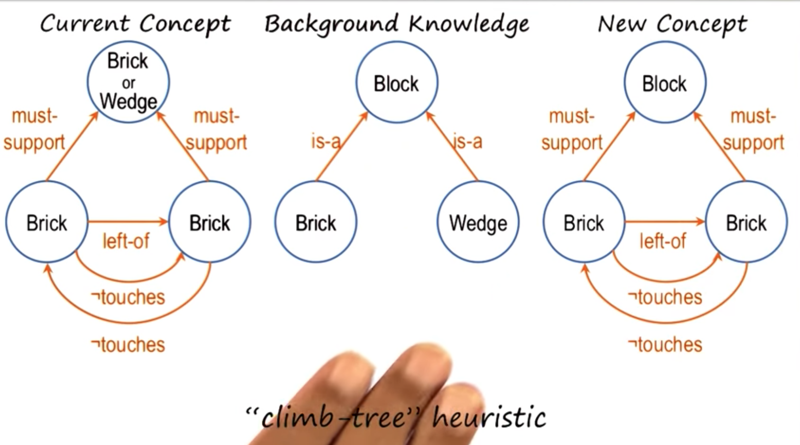 Current Concept
Background Knowledge
New Concept
Brick
or
Wedge
must-
support
must-
support
Brick
left-of
Brick
¬touches
¬touches
Block
is-a
is-a
Brick
Wedge
Block
must-
support
must-
support
Brick
left-of
Brick
¬touches
¬touches
“climb-tree” heuristic